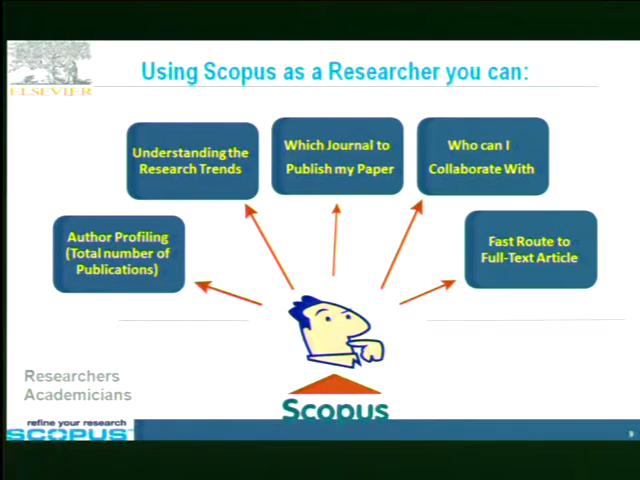 ELSEVIER
Using Scopus as a Researcher you can:
Understanding the
Research Trends
Which Journal to
Publish my Paper
Who can I
Collaborate With
Author Profiling
(Total number of
Publications)
Fast Route to
Full-Text Article
Researchers
Academicians
Scopus
refine your research
SCOPUS
9